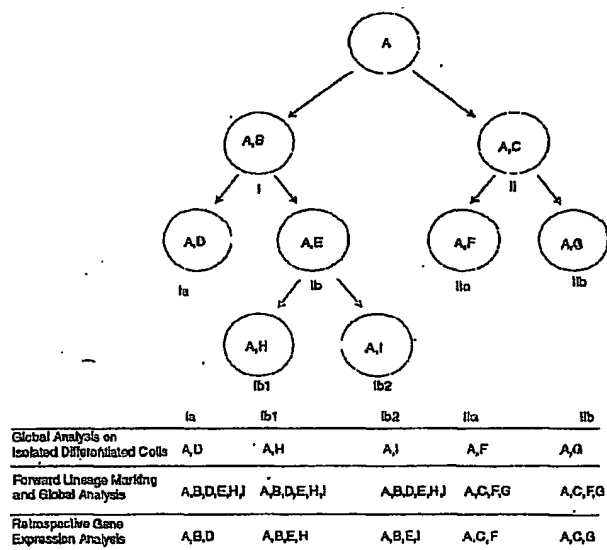 A
A,B
A,C
I
II
A,D
A,E
A,F
A,G
Ia
Ib
IIa
IIb
A,H
A,I
Ib1
Ib2
Ia Ib1 Ib2 IIa IIb
Global Analysis on
Isolated Differentiated Cells A,D A,H A,I A,F A,G
Forward Lineage Marking
and Global Analysis A,B,D,E,H,I A,B,D,E,H,I A,B,D,E,H,I A,C,F,G A,C,F,G
Retrospective Gene
Expression Analysis A,B,D A,B,E,H A,B,E,I A,C,F A,C,G